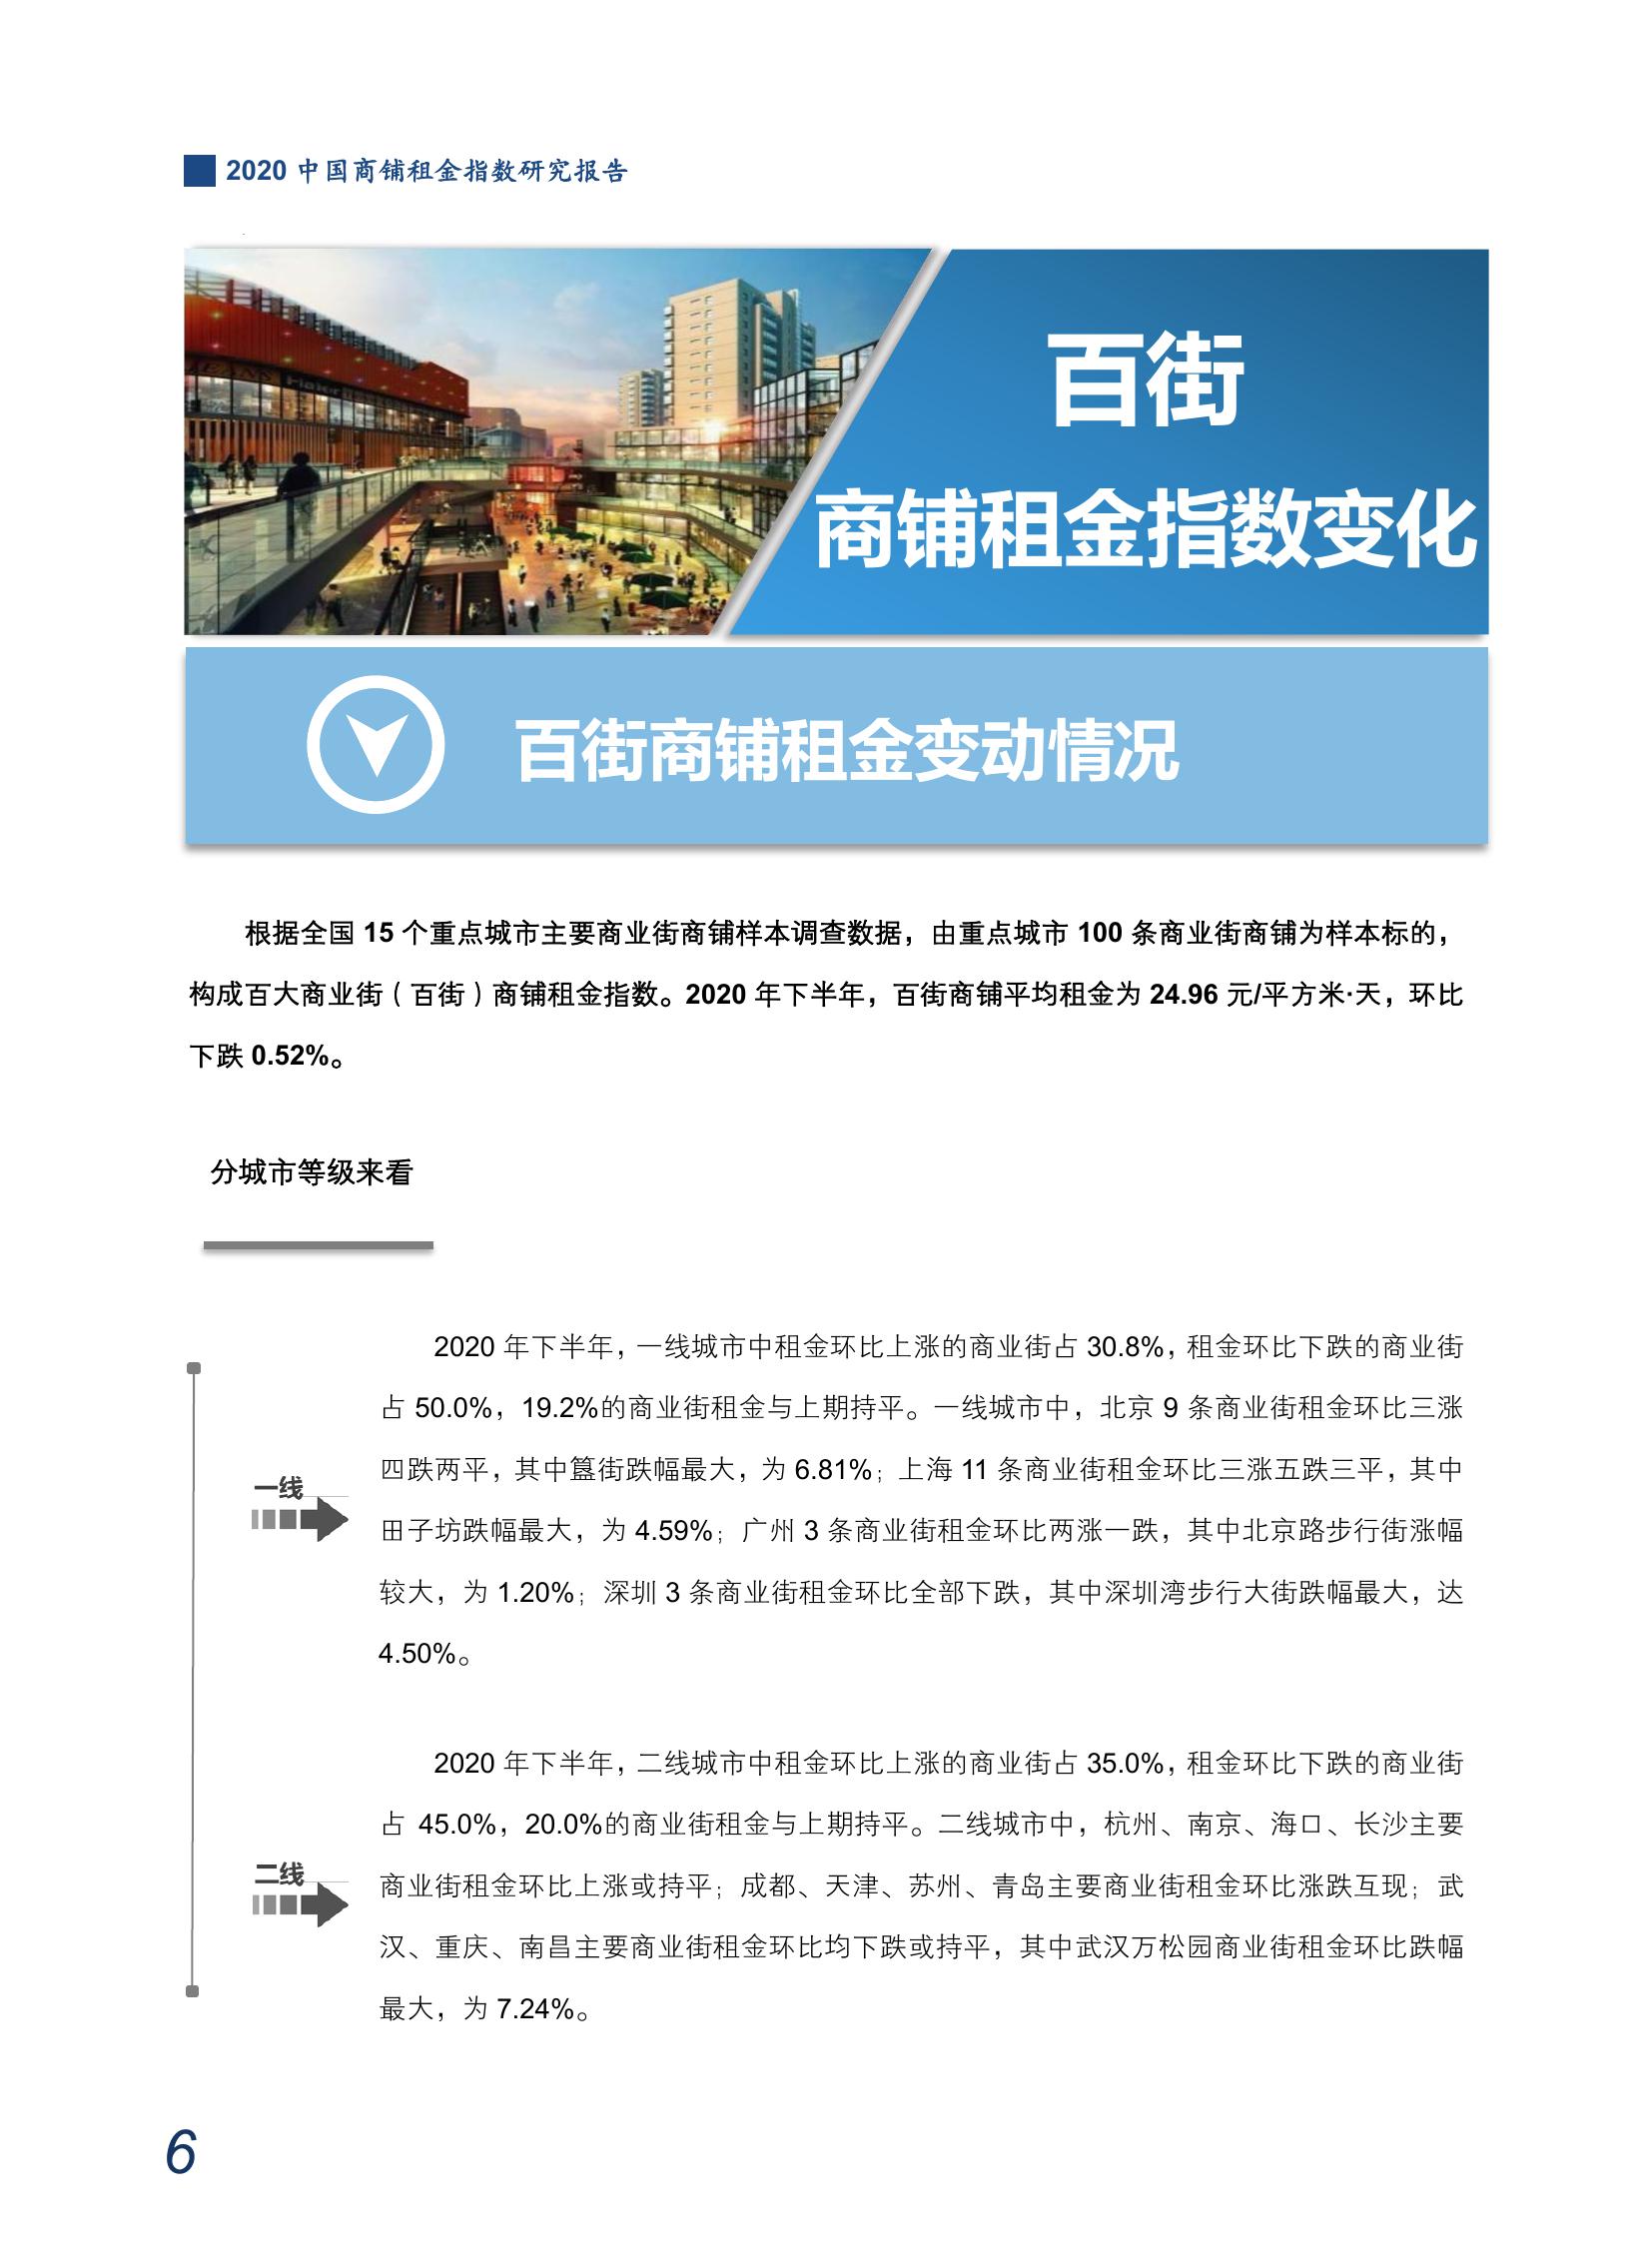 2020 中国商铺租金指数研究报告
百街
商铺租金指数变化
百街商铺租金变动情况
根据全国 15 个重点城市主要商业街商铺样本调查数据，由重点城市 100 条商业街商铺为样本标的，
构成百大商业街（百街）商铺租金指数。2020 年下半年，百街商铺平均租金为 24.96 元/平方米·天，环比
下跌 0.52%。
分城市等级来看
一线
2020 年下半年，一线城市中租金环比上涨的商业街占 30.8%，租金环比下跌的商业街
占 50.0%，19.2%的商业街租金与上期持平。一线城市中，北京 9 条商业街租金环比三涨
四跌两平，其中簋街跌幅最大，为 6.81%；上海 11 条商业街租金环比三涨五跌三平，其中
田子坊跌幅最大，为 4.59%；广州 3 条商业街租金环比两涨一跌，其中北京路步行街涨幅
较大，为 1.20%；深圳 3 条商业街租金环比全部下跌，其中深圳湾步行大街跌幅最大，达
4.50%。
二线
2020 年下半年，二线城市中租金环比上涨的商业街占 35.0%，租金环比下跌的商业街
占 45.0%，20.0%的商业街租金与上期持平。二线城市中，杭州、南京、海口、长沙主要
商业街租金环比上涨或持平；成都、天津、苏州、青岛主要商业街租金环比涨跌互现；武
汉、重庆、南昌主要商业街租金环比均下跌或持平，其中武汉万松园商业街租金环比跌幅
最大，为 7.24%。
6